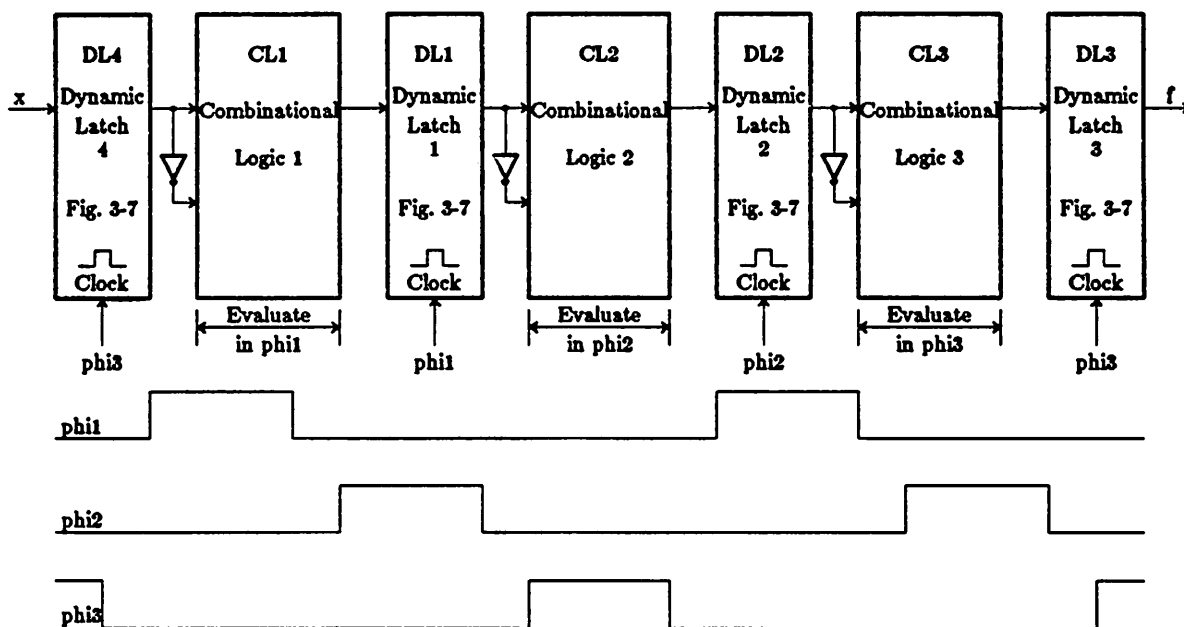 DL4
CL1
DL1
CL2
DL2
CL3
DL3
x
Dynamic
Latch
4
Combinational
Logic 1
Dynamic
Latch
1
Combinational
Logic 2
Dynamic
Latch
2
Combinational
Logic 3
Dynamic
Latch
3
f
Fig. 3-7
Fig. 3-7
Fig. 3-7
Fig. 3-7
Clock
Clock
Clock
Clock
Evaluate
in phi1
Evaluate
in phi2
Evaluate
in phi3
phi3
phi1
phi2
phi3
phi1
phi2
phi3